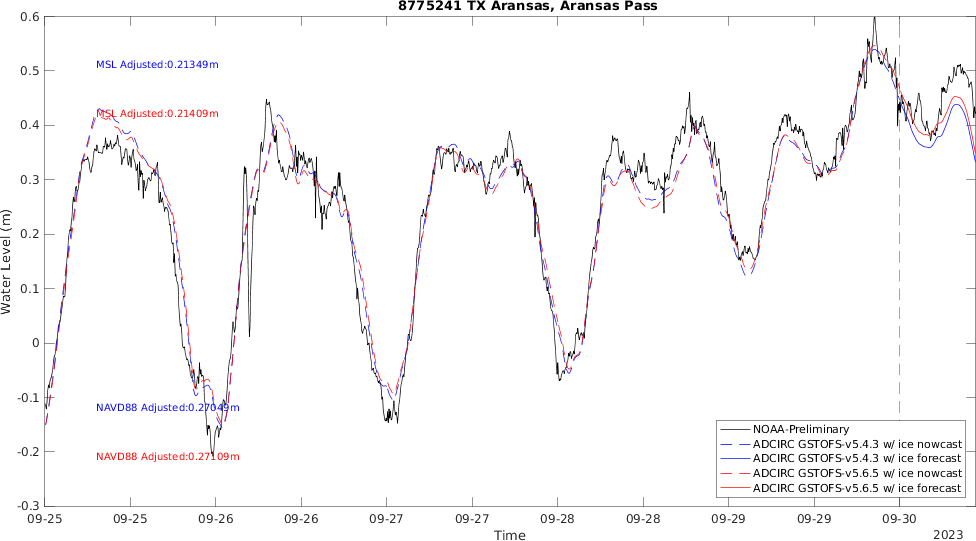 8775241 TX Aransas, Aransas Pass
0.6
0.5
0.4
0.3
0.2
0.1
0
-0.1
-0.2
-0.3
Water Level (m)
MSL Adjusted:0.21349m
MSL Adjusted:0.21409m
NAVD88 Adjusted:0.27049m
NAVD88 Adjusted:0.27109m
NOAA-Preliminary
ADCIRC GSTOFS-v5.4.3 w/ ice nowcast
ADCIRC GSTOFS-v5.4.3 w/ ice forecast
ADCIRC GSTOFS-v5.6.5 w/ ice nowcast
ADCIRC GSTOFS-v5.6.5 w/ ice forecast
09-25 09-25 09-26 09-26 09-27 09-27 09-28 09-28 09-29 09-29 09-30
Time
2023